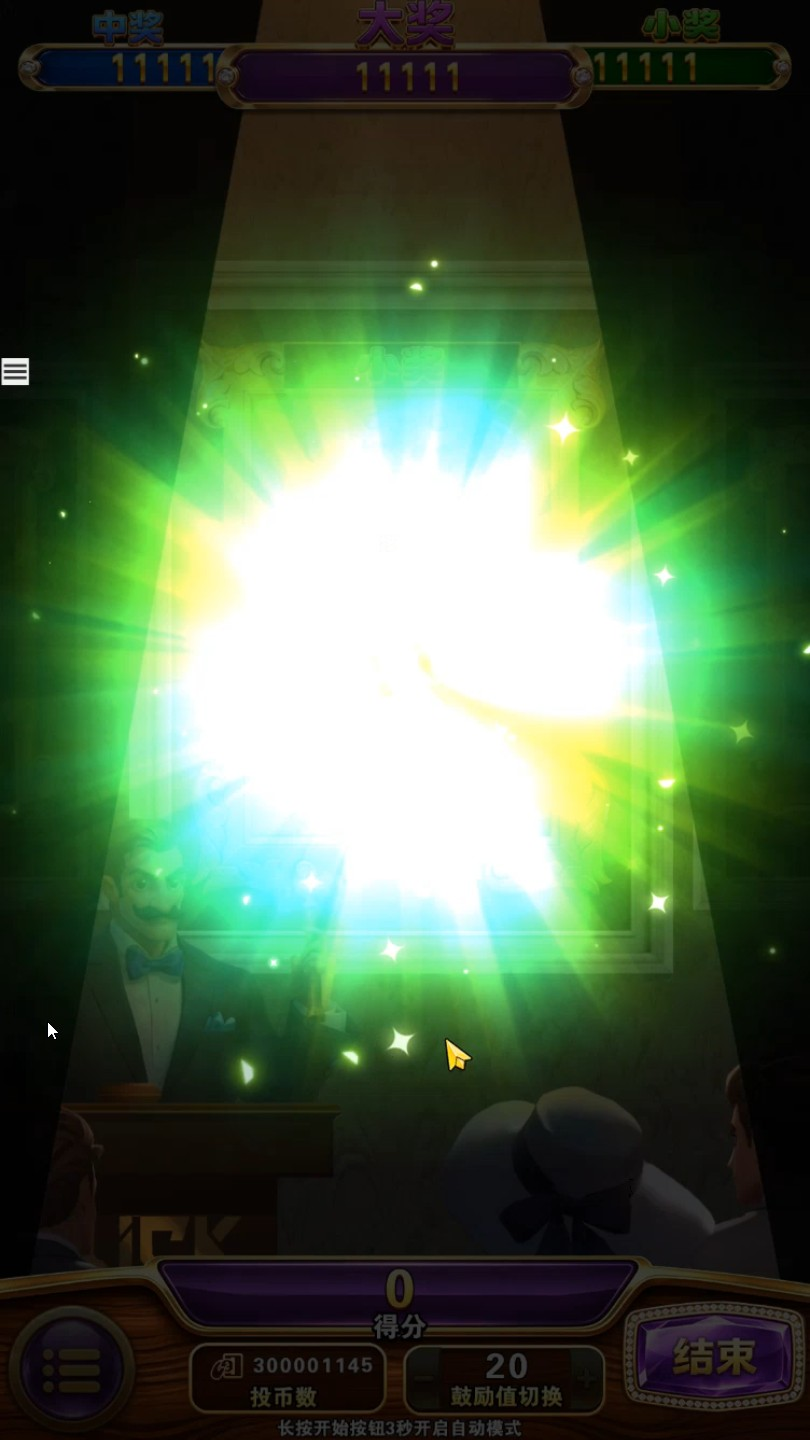 中奖
大奖
小奖
11111
11111
11111
小奖
0
得分
300001145
投币数
20
鼓励值切换
结束
长按开始按钮3秒开启自动模式